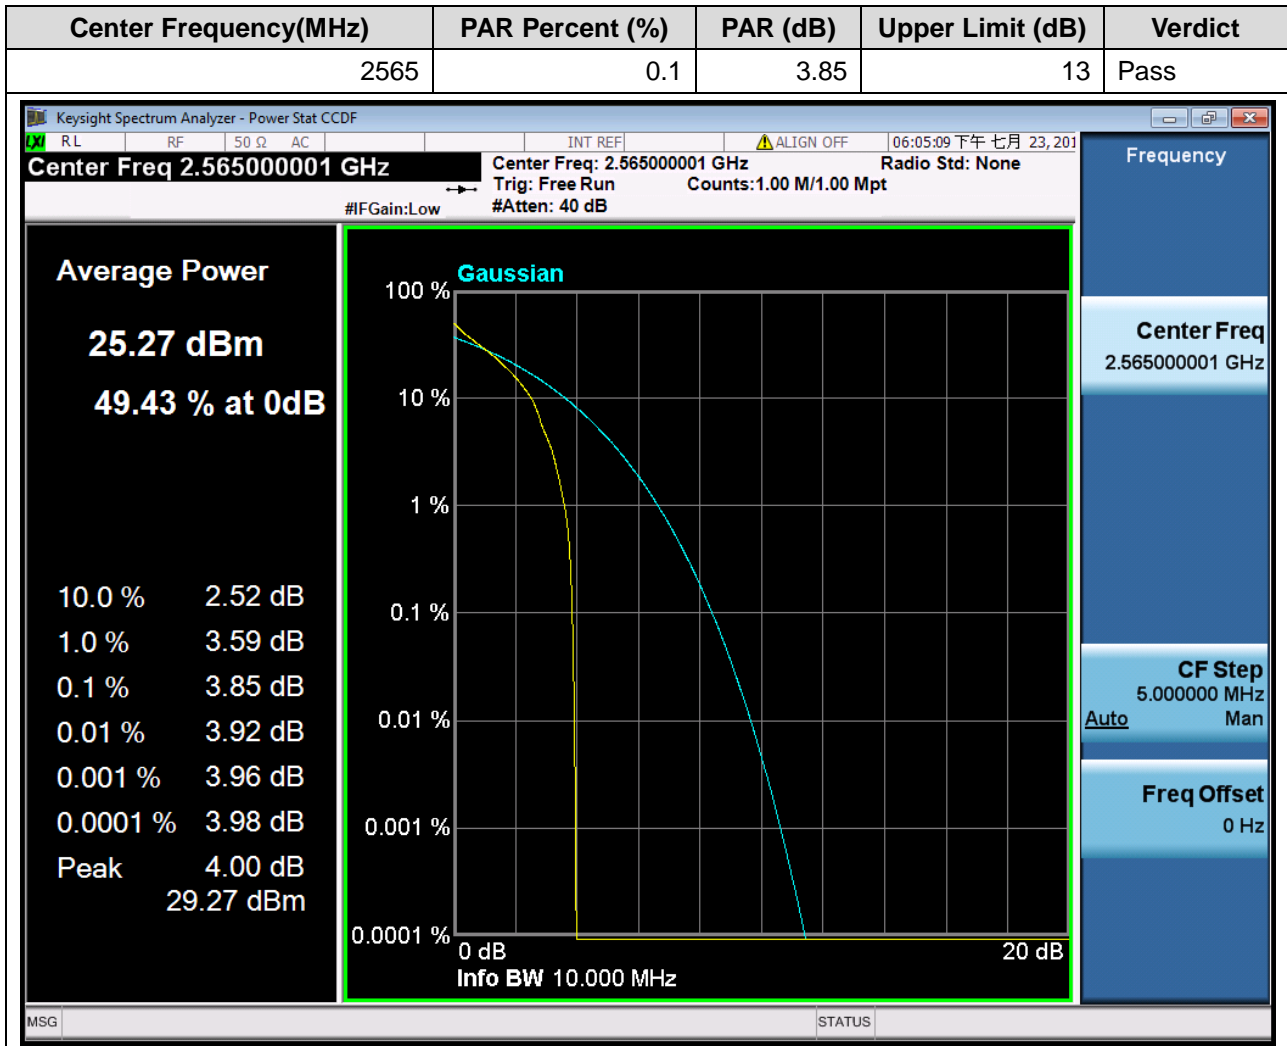 Center Frequency(MHz) PAR Percent (%) PAR (dB) Upper Limit (dB) Verdict
2565 0.1 3.85 13 Pass
Keysight Spectrum Analyzer - Power Stat CCDF
LXI RL RF 50 Ω AC INT REF ALIGN OFF 06:05:09 下午 七月 23, 201
Center Freq 2.565000001 GHz
Center Freq: 2.565000001 GHz Radio Std: None
Trig: Free Run Counts:1.00 M/1.00 Mpt
#IFGain:Low #Atten: 40 dB
Average Power
25.27 dBm
49.43 % at 0dB
10.0 % 2.52 dB
1.0 % 3.59 dB
0.1 % 3.85 dB
0.01 % 3.92 dB
0.001 % 3.96 dB
0.0001 % 3.98 dB
Peak 4.00 dB
29.27 dBm
Gaussian
100 %
10 %
1 %
0.1 %
0.01 %
0.001 %
0.0001 %
0 dB 20 dB
Info BW 10.000 MHz
Frequency
Center Freq
2.565000001 GHz
CF Step
5.000000 MHz
Auto Man
Freq Offset
0 Hz
MSG STATUS